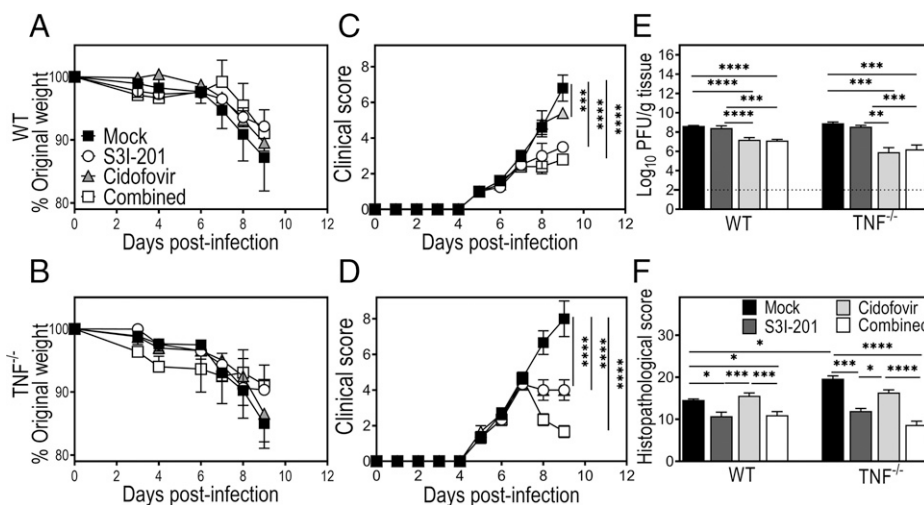 A
WT
% Original weight
100
90
80
Mock
S3I-201
Cidofovir
Combined
0 2 4 6 8 10 12
Days post-infection
B
TNF-/-
% Original weight
100
90
80
0 2 4 6 8 10 12
Days post-infection
C
Clinical score
8
6
4
2
0
***
****
****
0 2 4 6 8 10 12
Days post-infection
D
Clinical score
8
6
4
2
0
****
****
****
****
0 2 4 6 8 10 12
Days post-infection
E
Log10 PFU/g tissue
16
14
12
10
8
6
4
2
0
****
****
***
****
***
***
***
**
WT
TNF-/-
F
Histopathological score
30
20
10
0
Mock
S3I-201
Cidofovir
Combined
*
*
*
***
***
****
***
*
****
WT
TNF-/-